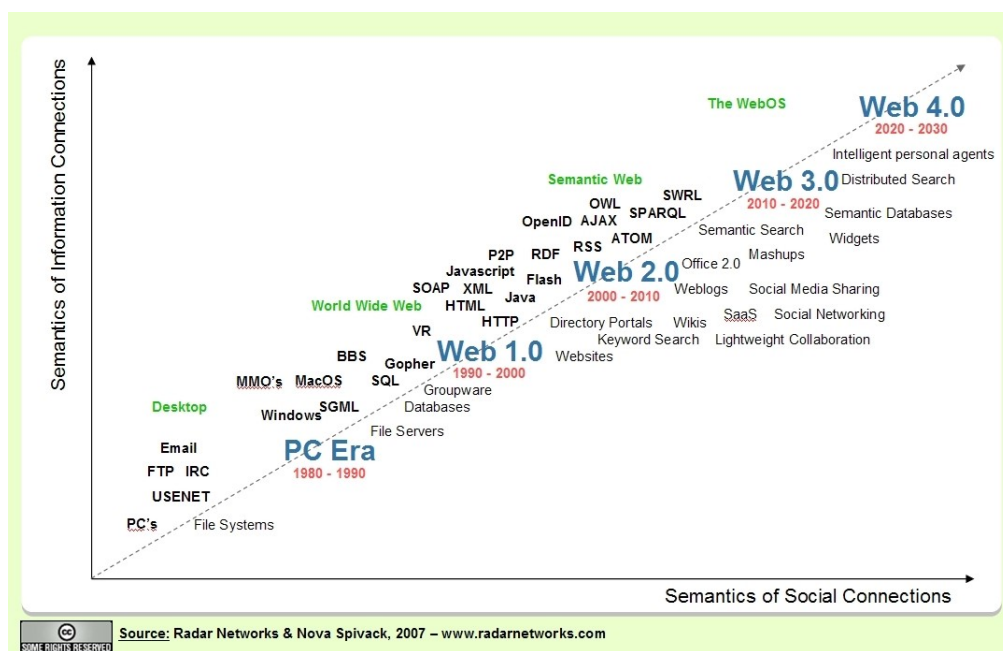 Semantics of Information Connections
The WebOS
Web 4.0
2020 - 2030
Intelligent personal agents
Semantic Web
Web 3.0
Distributed Search
2010 - 2020
SWRL
OWL
SPARQL
Semantic Databases
OpenID
AJAX
Semantic Search
ATOM
Widgets
RSS
Mashups
P2P
RDF
Office 2.0
Javascript
Web 2.0
Flash
SOAP
XML
Weblogs
Social Media Sharing
Java
2000 - 2010
World Wide Web
HTML
SaaS
Social Networking
HTTP
Directory Portals
Wikis
VR
Keyword Search
Lightweight Collaboration
Web 1.0
BBS
Websites
Gopher
1990 - 2000
MMO's
MacOS
SQL
Groupware
Desktop
SGML
Databases
Windows
File Servers
Email
PC Era
FTP
IRC
1980 - 1990
USENET
PC's
File Systems
Semantics of Social Connections
cc
SOME RIGHTS RESERVED
Source: Radar Networks & Nova Spivack, 2007 – www.radarnetworks.com